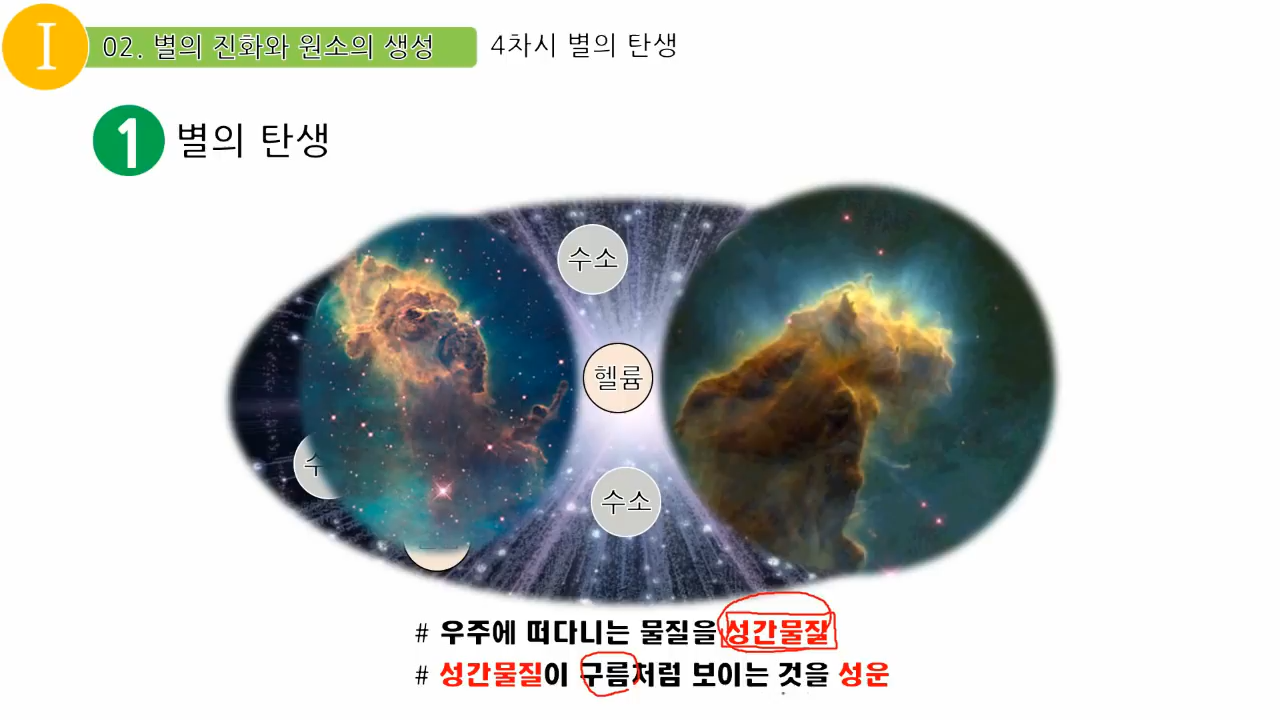 I
02. 별의 진화와 원소의 생성
4차시 별의 탄생
1 별의 탄생
수소
헬륨
수소
# 우주에 떠다니는 물질을 성간물질
# 성간물질이 구름처럼 보이는 것을 성운